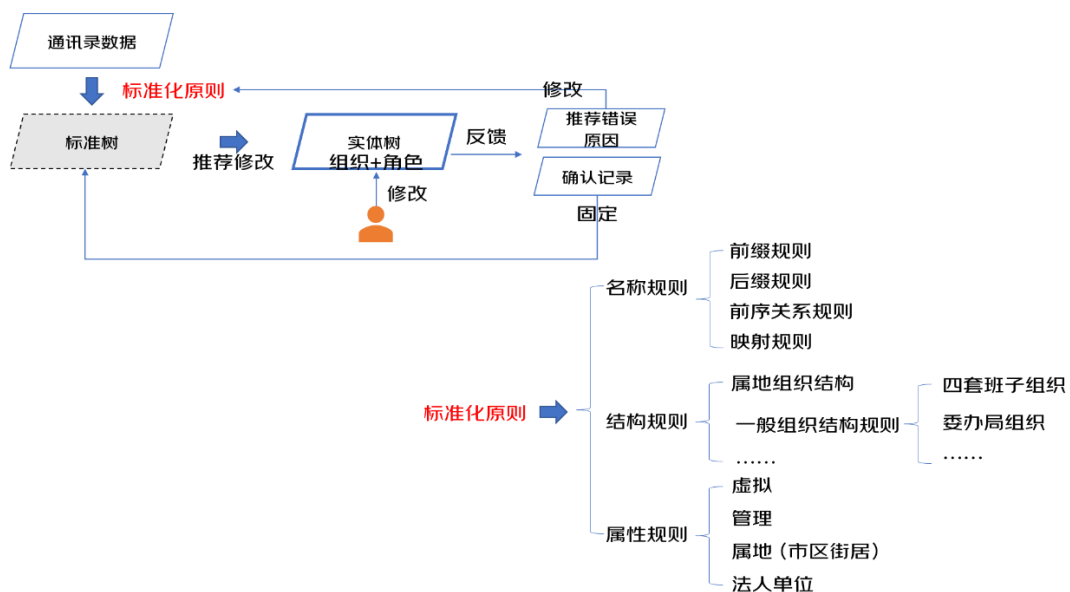 通讯录数据
标准化原则
修改
标准树
推荐修改
实体树
组织+角色
反馈
推荐错误
原因
确认记录
修改
固定
标准化原则
名称规则
前缀规则
后缀规则
前序关系规则
映射规则
结构规则
属地组织结构
一般组织结构规则
四套班子组织
委办局组织
……
……
属性规则
虚拟
管理
属地（市区街居）
法人单位